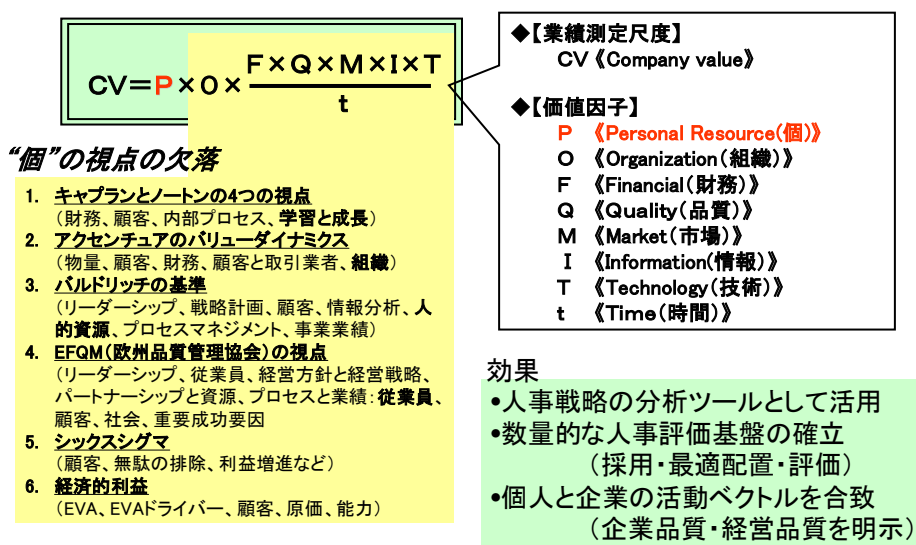 CV＝P×O×F×Q×M×I×T
t
"個"の視点の欠落
1. キャプランとノートンの4つの視点
（財務、顧客、内部プロセス、学習と成長）
2. アクセンチュアのバリューダイナミクス
（物量、顧客、財務、顧客と取引業者、組織）
3. バルドリッチの基準
（リーダーシップ、戦略計画、顧客、情報分析、人
的資源、プロセスマネジメント、事業業績）
4. EFQM（欧州品質管理協会）の視点
（リーダーシップ、従業員、経営方針と経営戦略、
パートナーシップと資源、プロセスと業績：従業員、
顧客、社会、重要成功要因
5. シックスシグマ
（顧客、無駄の排除、利益増進など）
6. 経済的利益
（EVA、EVAドライバー、顧客、原価、能力）
◆【業績測定尺度】
CV《Company value》
◆【価値因子】
P 《Personal Resource（個）》
O 《Organization（組織）》
F 《Financial（財務）》
Q 《Quality（品質）》
M 《Market（市場）》
I 《Information（情報）》
T 《Technology（技術）》
t 《Time（時間）》
効果
•人事戦略の分析ツールとして活用
•数量的な人事評価基盤の確立
（採用・最適配置・評価）
•個人と企業の活動ベクトルを合致
（企業品質・経営品質を明示）